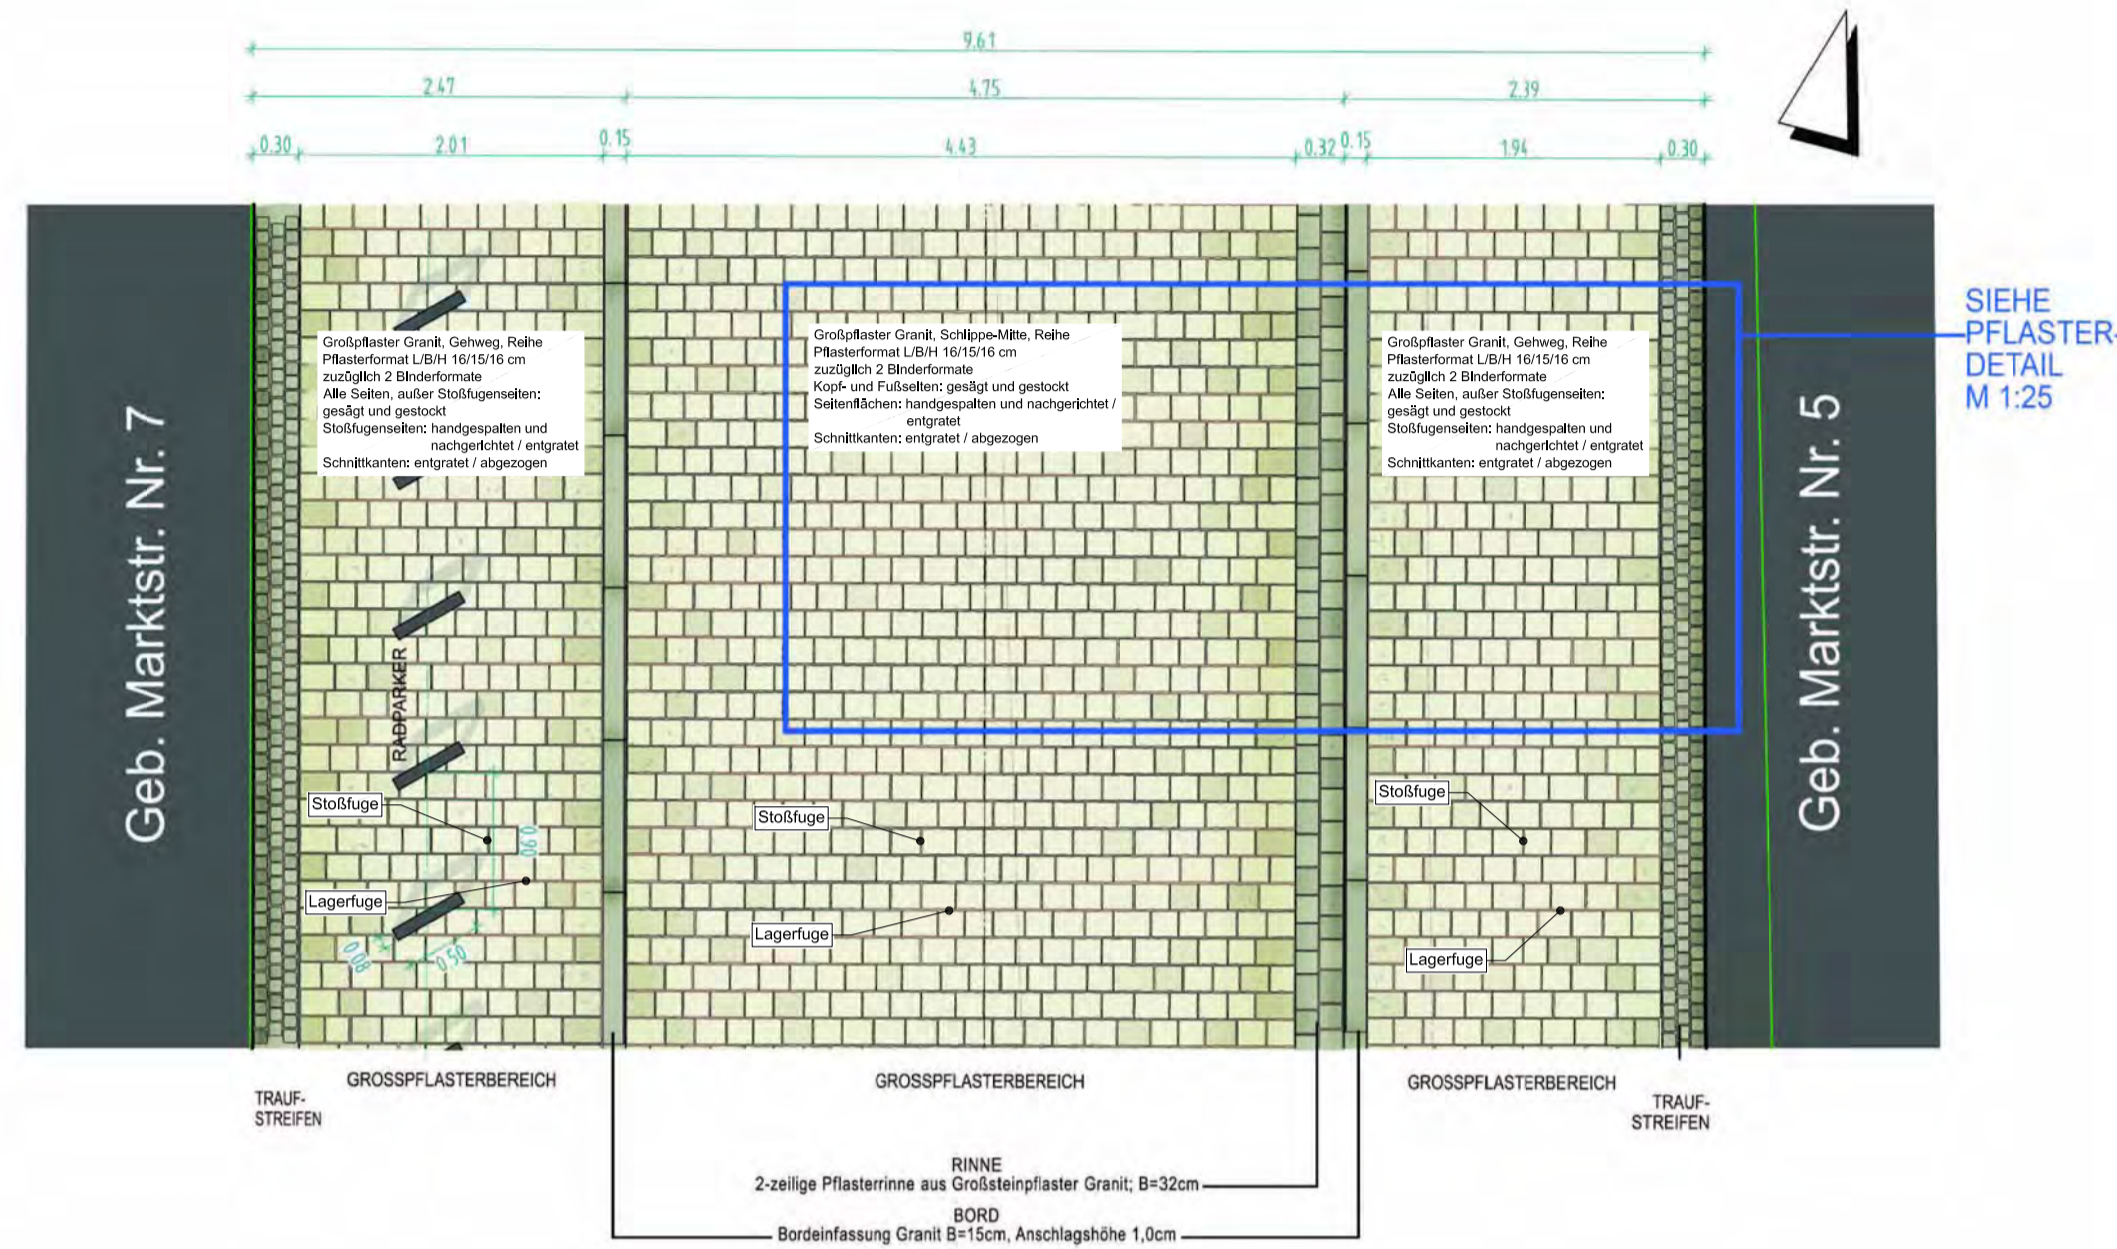 9.61
2.47
4.75
2.39
0.30
2.01
0.15
4.43
0.32
0.15
1.94
0.30
Geb. Marktstr. Nr. 7
Großpflaster Granit, Gehweg, Reihe
Pflasterformat L/B/H 16/15/16 cm
zuzüglich 2 Binderformate
Alle Seiten, außer Stoßfugenseiten:
gesägt und gestockt
Stoßfugenseiten: handgespalten und
nachgerichtet / entgratet
Schnittkanten: entgratet / abgezogen
Großpflaster Granit, Schlippe-Mitte, Reihe
Pflasterformat L/B/H 16/15/16 cm
zuzüglich 2 Binderformate
Kopf- und Fußseiten: gesägt und gestockt
Seitenflächen: handgespalten und nachgerichtet /
entgratet
Schnittkanten: entgratet / abgezogen
Großpflaster Granit, Gehweg, Reihe
Pflasterformat L/B/H 16/15/16 cm
zuzüglich 2 Binderformate
Alle Seiten, außer Stoßfugenseiten:
gesägt und gestockt
Stoßfugenseiten: handgespalten und
nachgerichtet / entgratet
Schnittkanten: entgratet / abgezogen
Geb. Marktstr. Nr. 5
SIEHE
PFLASTER-
DETAIL
M 1:25
RADPARKER
Stoßfuge
Lagerfuge
0.90
0.08
0.50
Stoßfuge
Lagerfuge
Stoßfuge
Lagerfuge
TRAUF-
STREIFEN
GROSSPFLASTERBEREICH
GROSSPFLASTERBEREICH
GROSSPFLASTERBEREICH
TRAUF-
STREIFEN
RINNE
2-zeilige Pflasterrinne aus Großsteinpflaster Granit; B=32cm
BORD
Bordeinfassung Granit B=15cm, Anschlagshöhe 1,0cm